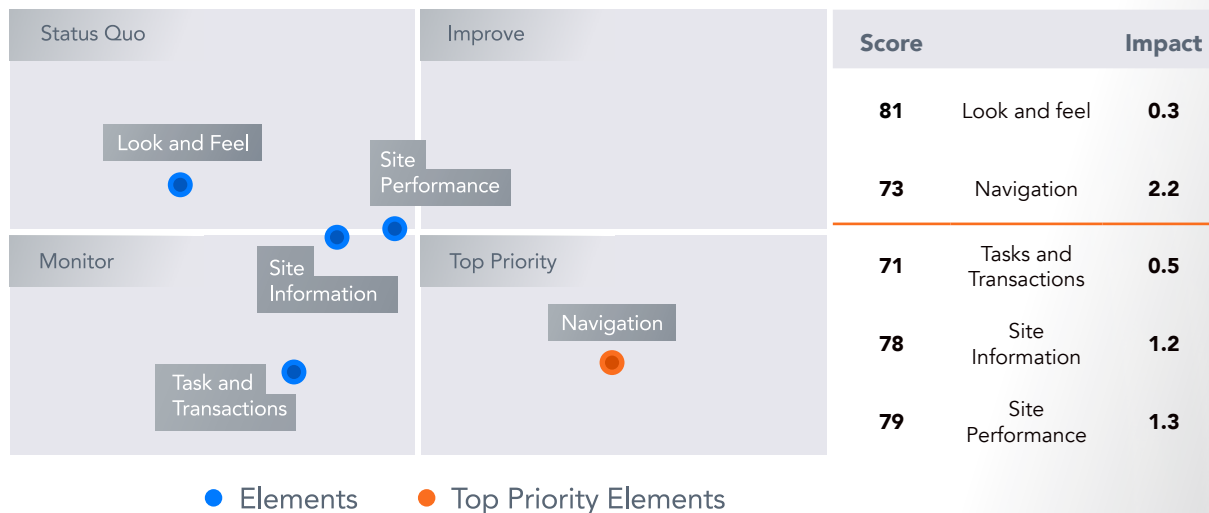 Status Quo
Improve
Look and Feel
Site
Performance
Monitor
Top Priority
Site
Information
Navigation
Task and
Transactions
Elements
Top Priority Elements
Score
Impact
81 Look and feel 0.3
73 Navigation 2.2
71 Tasks and
Transactions 0.5
78 Site
Information 1.2
79 Site
Performance 1.3